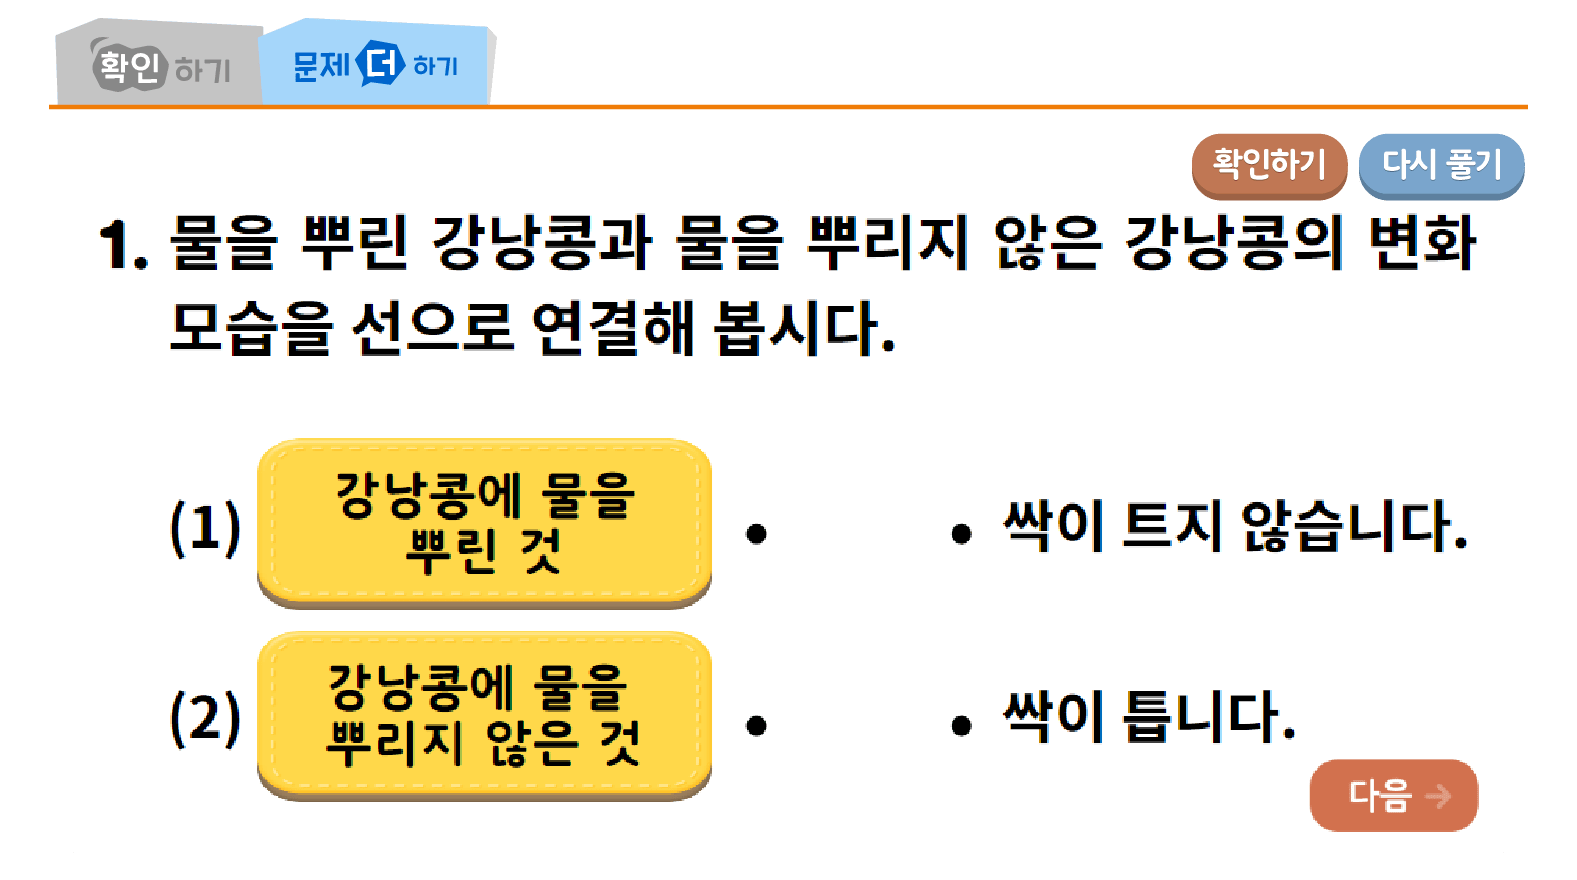 확인 하기
문제 더 하기
확인하기
다시 풀기
1. 물을 뿌린 강낭콩과 물을 뿌리지 않은 강낭콩의 변화
모습을 선으로 연결해 봅시다.
(1) 강낭콩에 물을
뿌린 것
• • 싹이 트지 않습니다.
(2) 강낭콩에 물을
뿌리지 않은 것
• • 싹이 틉니다.
다음 →